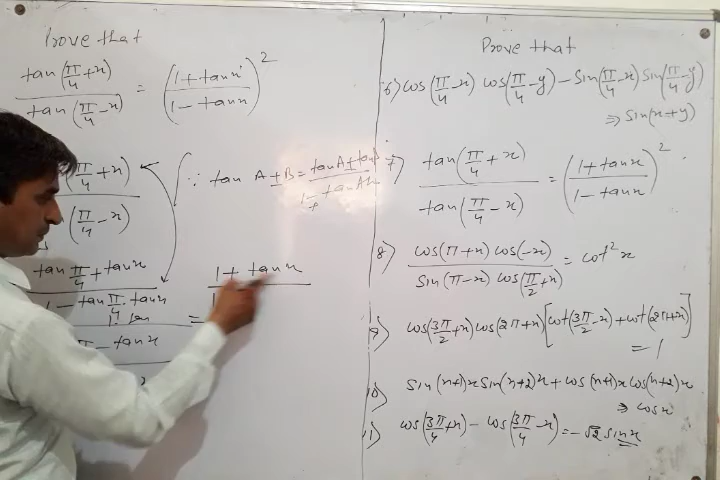 Prove that
tan(π/4+x) / tan(π/4-x) = (1+tanx / 1-tanx)²
π/4+x)
(π/4-x)
∵ tan A±B = tanA±tanB
tan π/4 + tanx
1 - tan π/4 . tanx
1+ tanx
=
π - tanx
Prove that
6) cos(π/4-x) cos(π/4-y) - sin(π/4-x) sin(π/4-y)
⇒ sin(x+y)
7) tan(π/4+x) / tan(π/4-x) = (1+tanx / 1-tanx)²
8) cos(π+x) cos(-x) / sin(π-x) cos(π/2+x) = cot²x
9) cos(3π/2+x) cos(2π+x) [cot(3π/2-x) + cot(2π+x)]
= 1
10) sin(n+1)x sin(n+2)x + cos(n+1)x cos(n+2)x
⇒ cosx
11) cos(3π/4+x) - cos(3π/4-x) = -√2 sinx